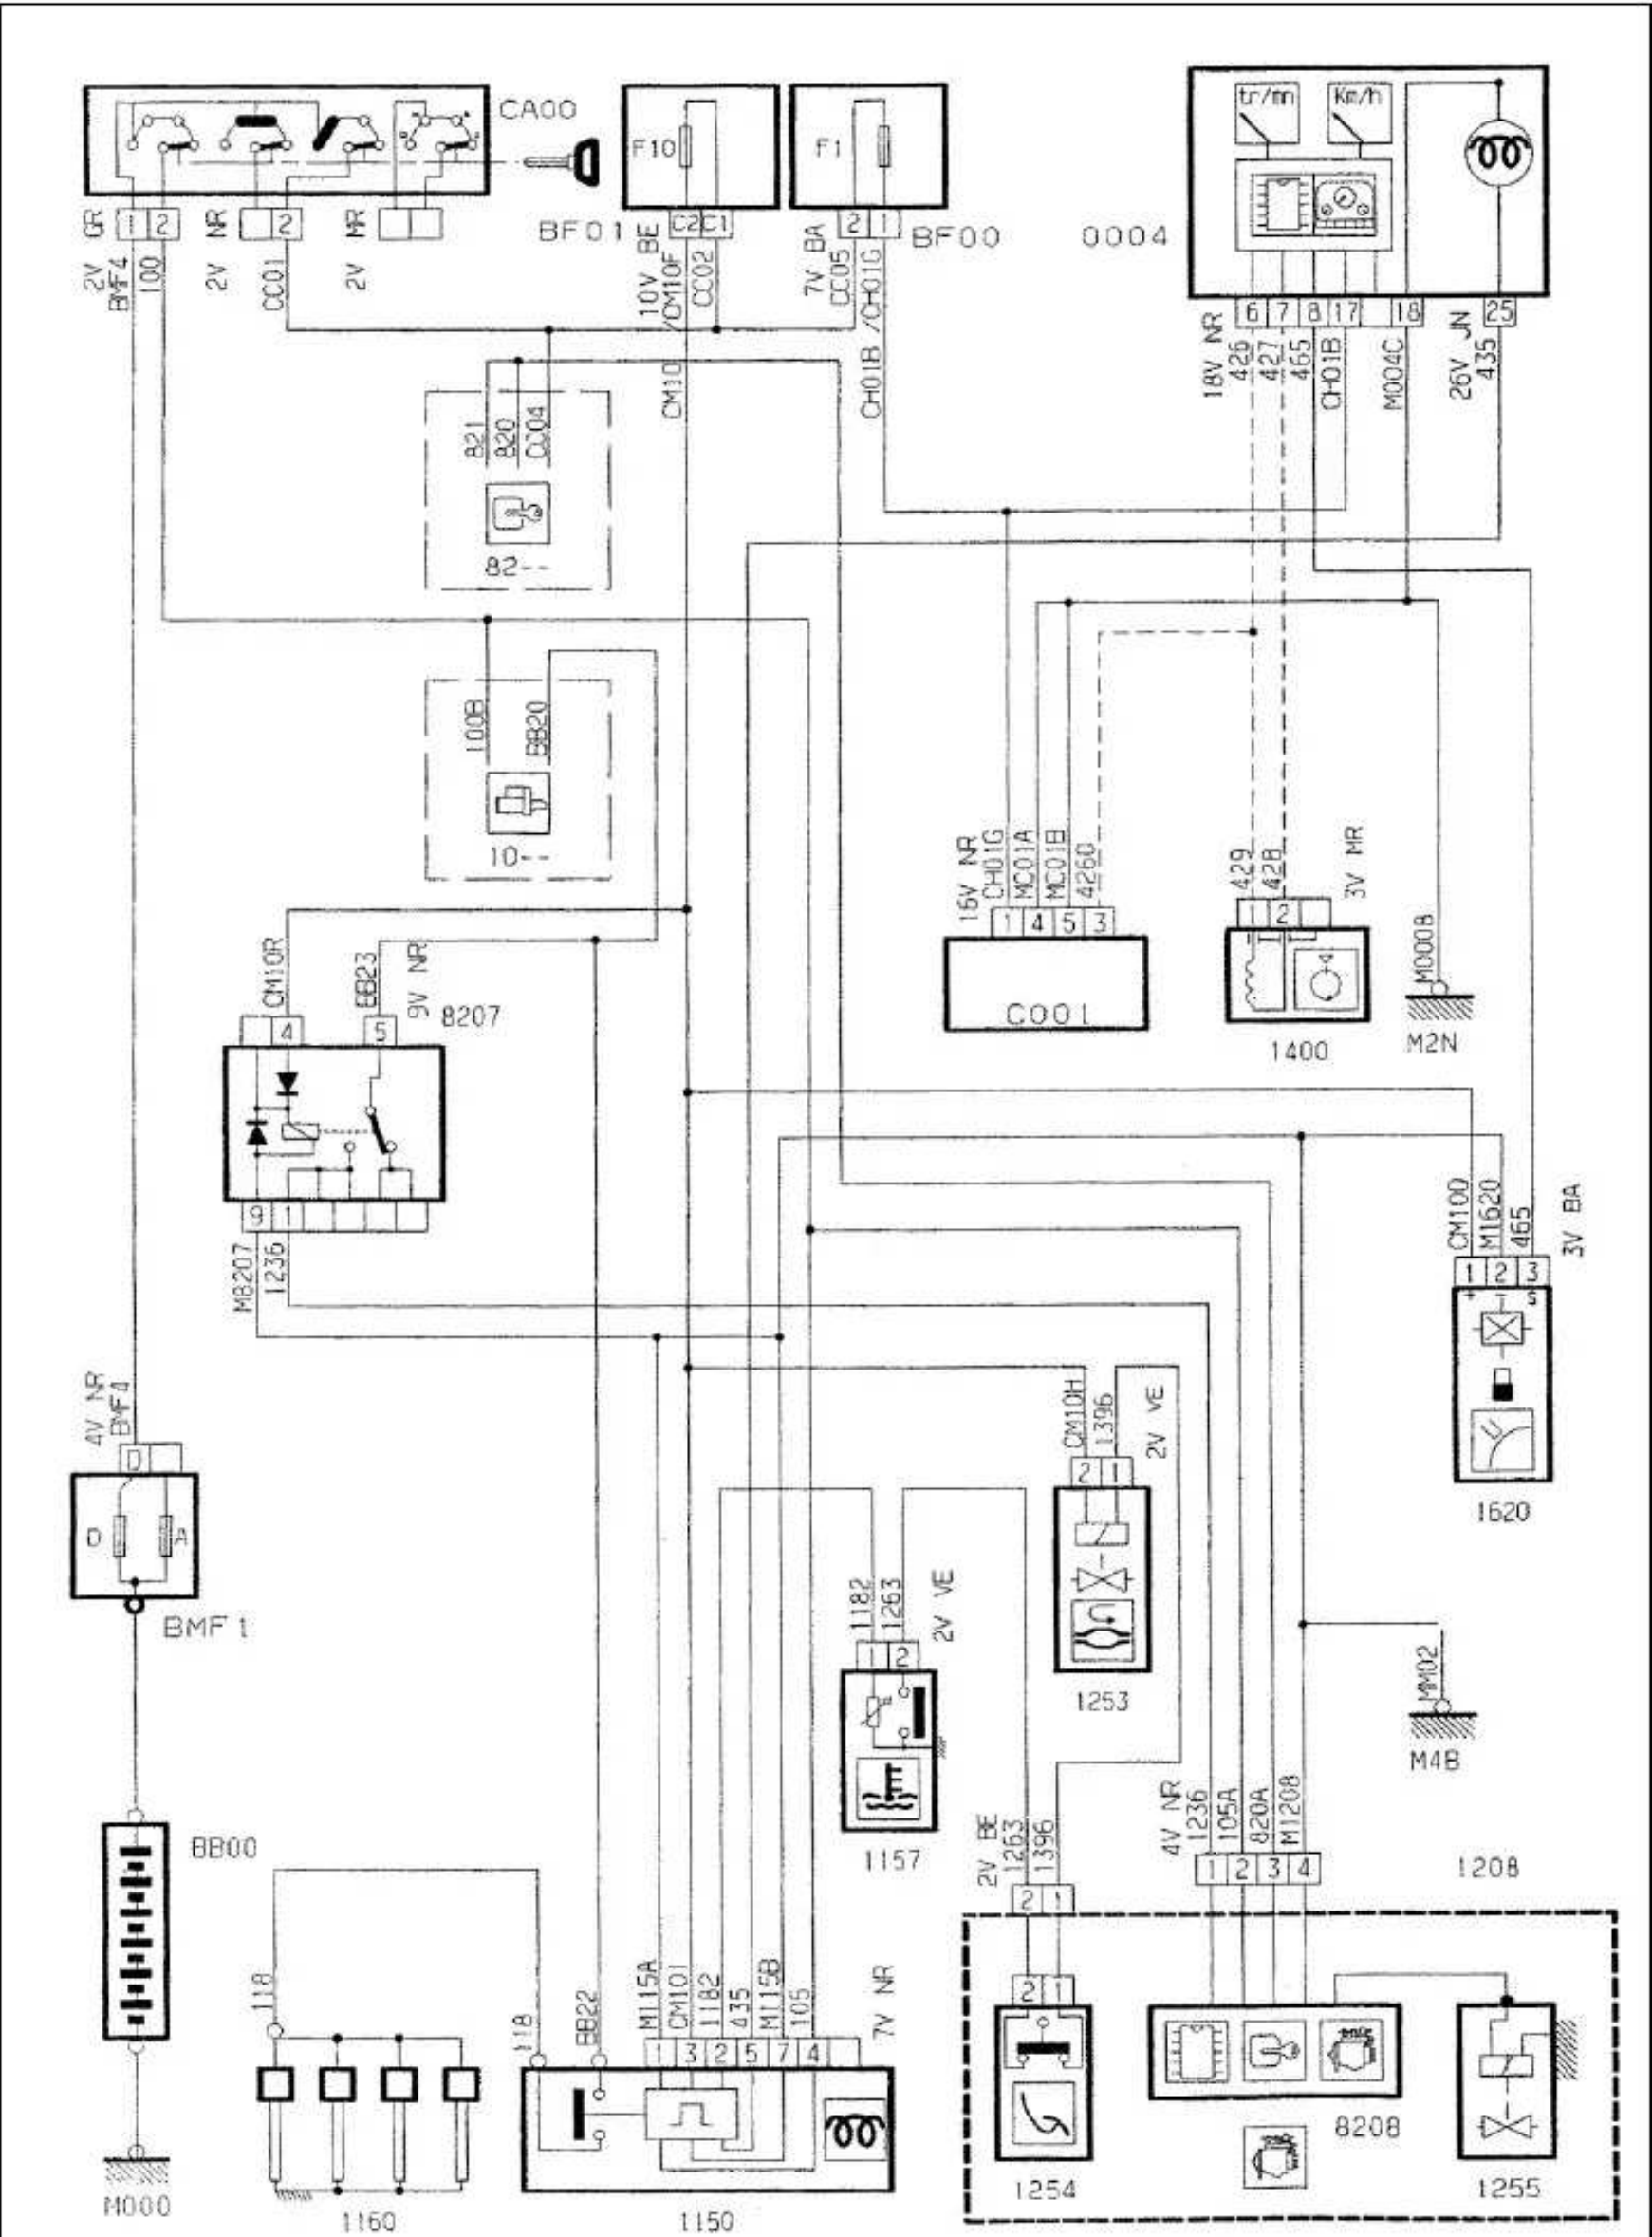 CA00
F10
F1
tr/mn
Km/h
GR
1
2
NR
2
MR
BF01
10V BE
C2
C1
7V BA
2
1
BF00
0004
2V
BMF4
100
2V
CC01
2V
CM10
/CM10F
CC02
CC05
CH01B
/CH01G
18V NR
6
7
8
17
18
26V JN
25
426
427
465
CH01B
M004C
435
821
820
CC04
82--
100B
BB20
10--
16V NR
CH01G
MC01A
MC01B
426D
1
4
5
3
C001
429
428
1
2
3V MR
1400
M000B
M2N
CM10R
BB23
9V NR
4
5
8207
9
1
M8207
1236
CM10D
M1620
465
3V BA
1
2
3
+
-
S
1620
4V NR
BMF4
D
D
A
BMF1
CM10H
1396
2V VE
2
1
1253
1182
1263
2V VE
1
2
1157
MM02
M4B
BB00
M000
2V BE
1263
1396
2
1
4V NR
1236
105A
820A
M1208
1
2
3
4
1208
118
118
BB22
M115A
CM101
1182
435
M115B
105
7V NR
1
3
2
5
7
4
1160
1150
2
1
1254
8208
1255